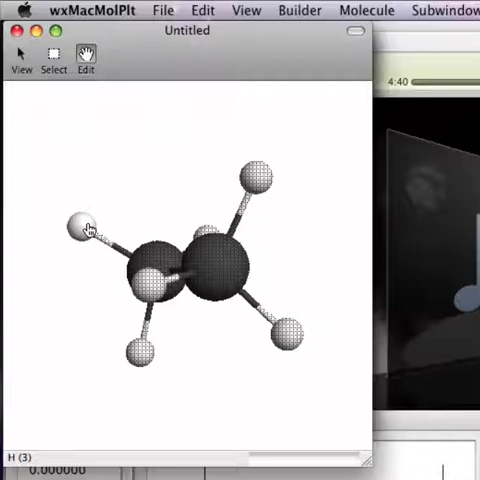 wxMacMolPlt File Edit View Builder Molecule Subwindow
Untitled
View Select Edit
4:40
H (3)
0.000000